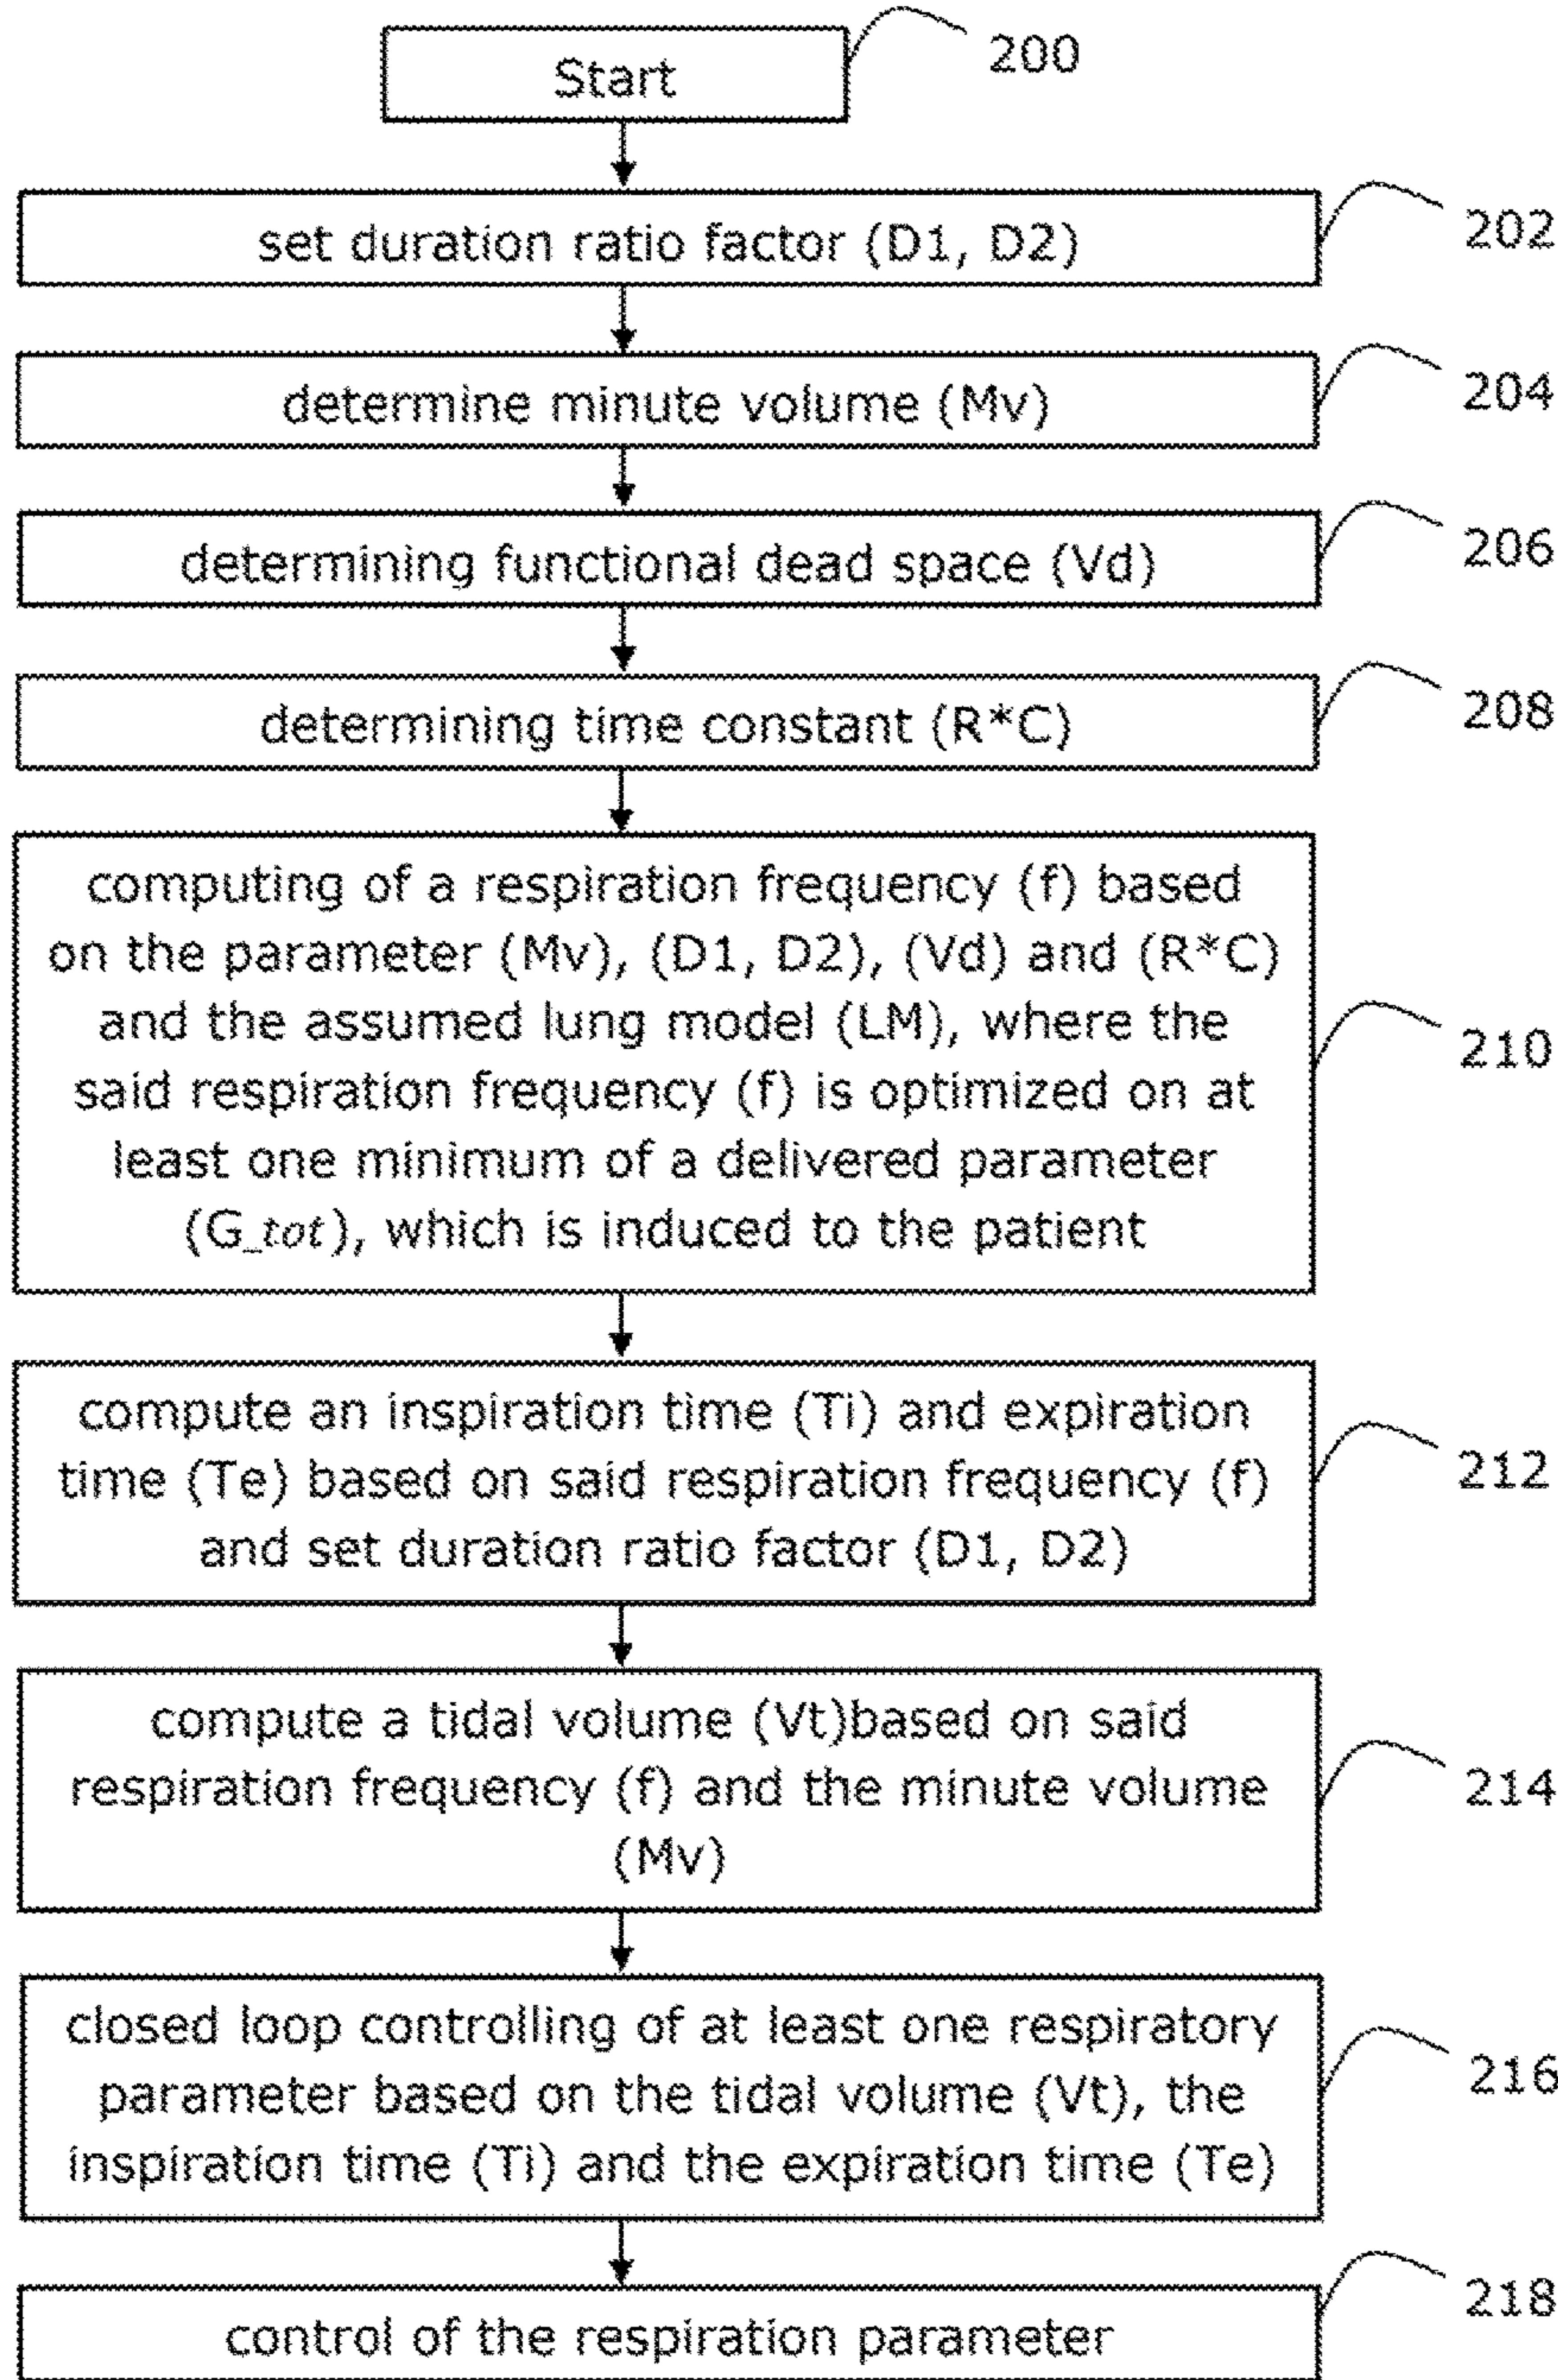 Start
200
set duration ratio factor (D1, D2)
202
determine minute volume (Mv)
204
determining functional dead space (Vd)
206
determining time constant (R*C)
208
computing of a respiration frequency (f) based
on the parameter (Mv), (D1, D2), (Vd) and (R*C)
and the assumed lung model (LM), where the
said respiration frequency (f) is optimized on at
least one minimum of a delivered parameter
(G_tot), which is induced to the patient
210
compute an inspiration time (Ti) and expiration
time (Te) based on said respiration frequency (f)
and set duration ratio factor (D1, D2)
212
compute a tidal volume (Vt)based on said
respiration frequency (f) and the minute volume
(Mv)
214
closed loop controlling of at least one respiratory
parameter based on the tidal volume (Vt), the
inspiration time (Ti) and the expiration time (Te)
216
control of the respiration parameter
218